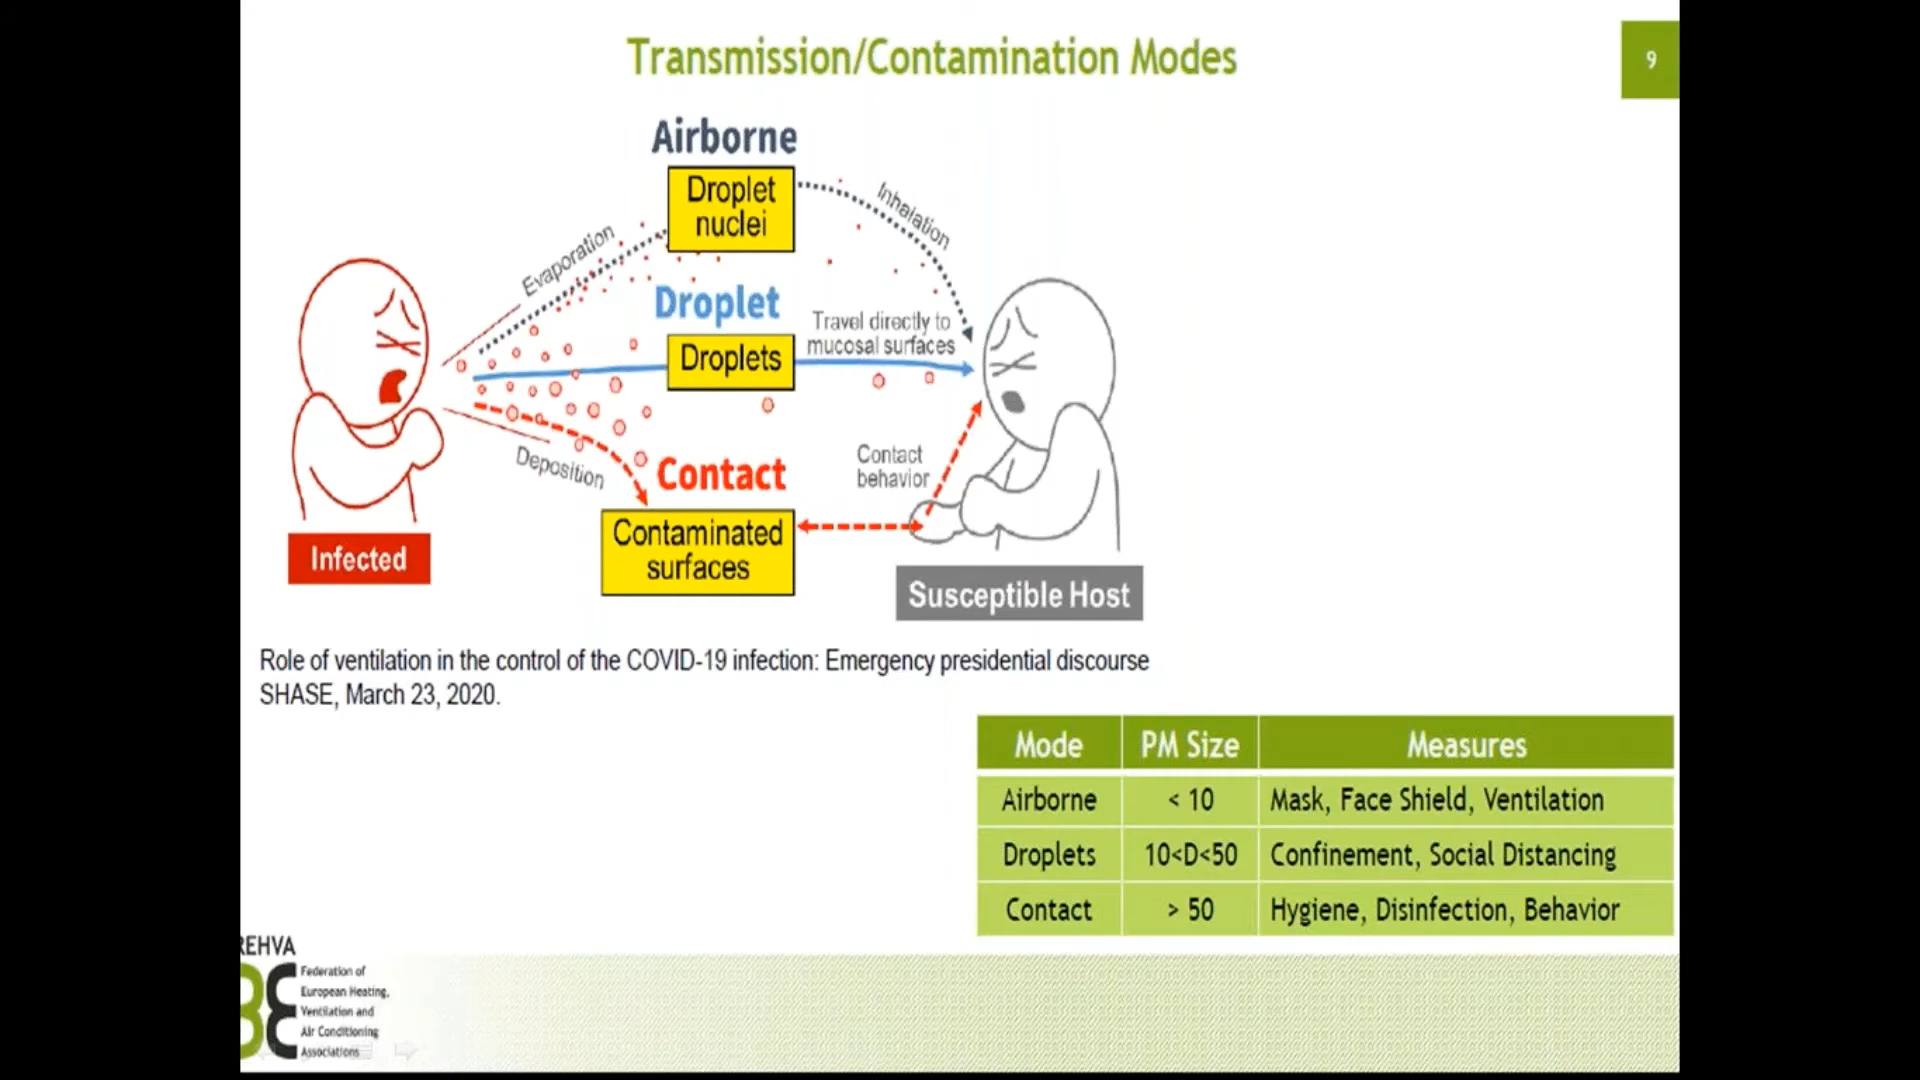 Transmission/Contamination Modes
9
Airborne
Droplet
nuclei
Inhalation
Evaporation
Droplet
Droplets
Travel directly to
mucosal surfaces
Deposition
Contact
Contact
behavior
Contaminated
surfaces
Infected
Susceptible Host
Role of ventilation in the control of the COVID-19 infection: Emergency presidential discourse
SHASE, March 23, 2020.
Mode PM Size Measures
Airborne < 10 Mask, Face Shield, Ventilation
Droplets 10<D<50 Confinement, Social Distancing
Contact > 50 Hygiene, Disinfection, Behavior
REHVA
Federation of
European Heating,
Ventilation and
Air Conditioning
Associations